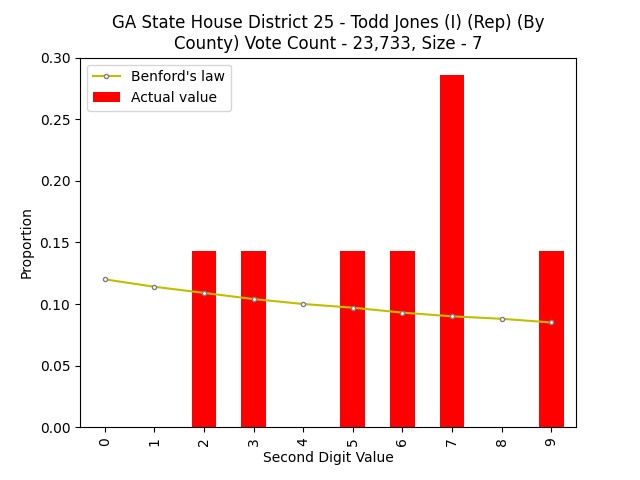 GA State House District 25 - Todd Jones (I) (Rep) (By
County) Vote Count - 23,733, Size - 7
Benford's law
Actual value
Proportion
0.30
0.25
0.20
0.15
0.10
0.05
0.00
0 1 2 3 4 5 6 7 8 9
Second Digit Value